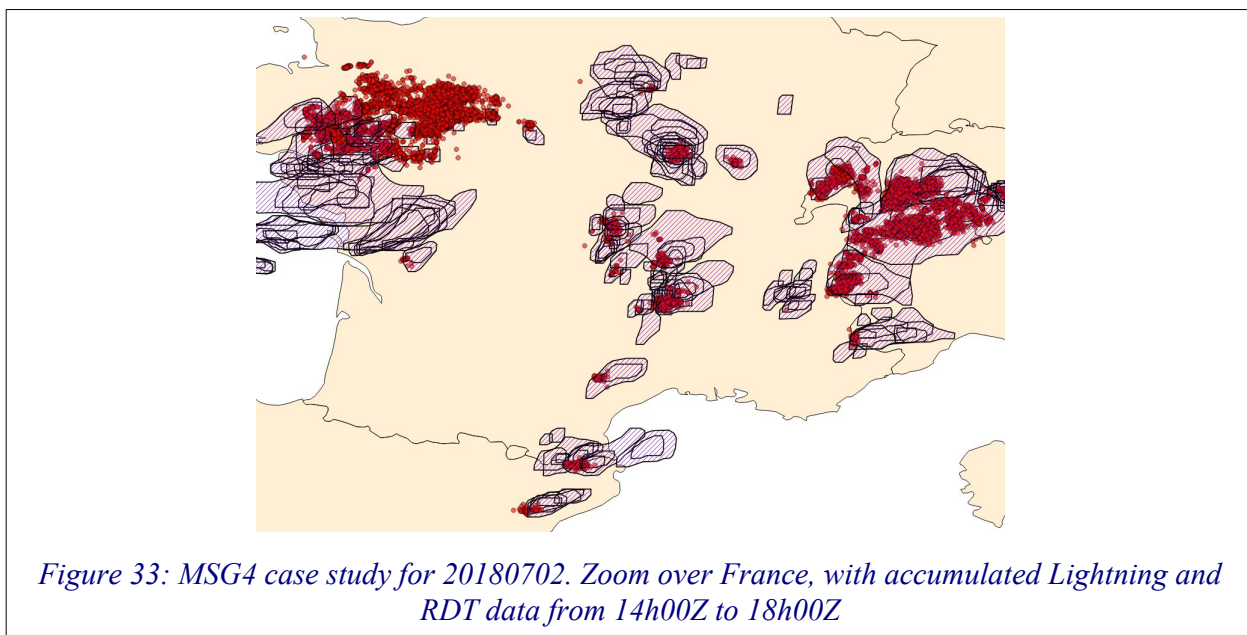 Figure 33: MSG4 case study for 20180702. Zoom over France, with accumulated Lightning and
RDT data from 14h00Z to 18h00Z